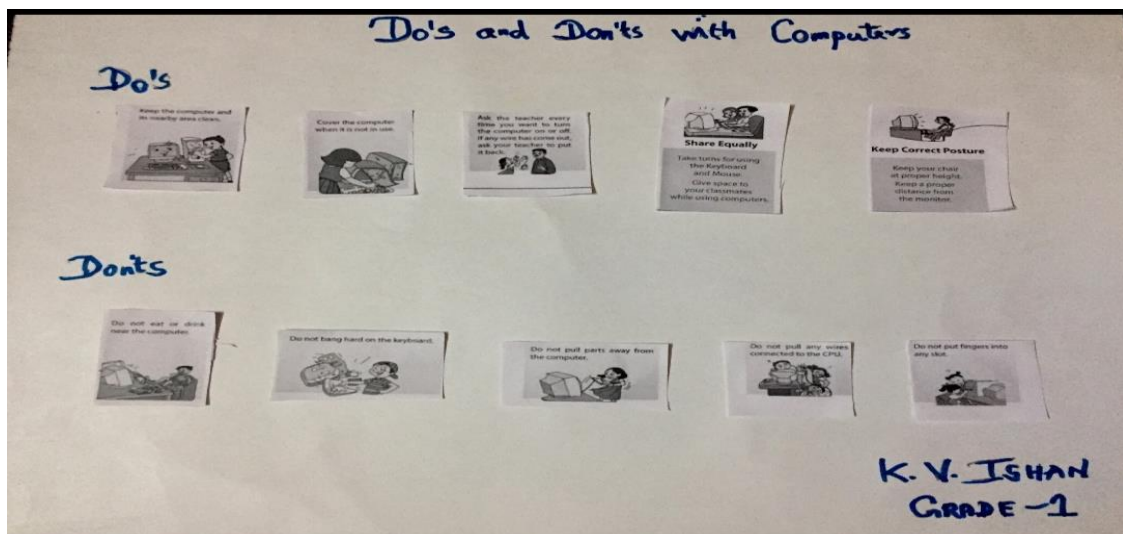 Do's and Don'ts with Computers
Do's
Keep the computer and
its nearby area clean.
Cover the computer
when it is not in use.
Ask the teacher every
time you want to turn
the computer on or off.
If any wire has come out,
ask your teacher to put
it back.
Share Equally
Take turns for using
the Keyboard
and Mouse.
Give space to
your classmates
while using computers.
Keep Correct Posture
Keep your chair
at proper height.
Keep a proper
distance from
the monitor.
Don'ts
Do not eat or drink
near the computer.
Do not bang hard on the keyboard.
Do not pull parts away from
the computer.
Do not pull any wires
connected to the CPU.
Do not put fingers into
any slot.
K. V. ISHAN
GRADE-1